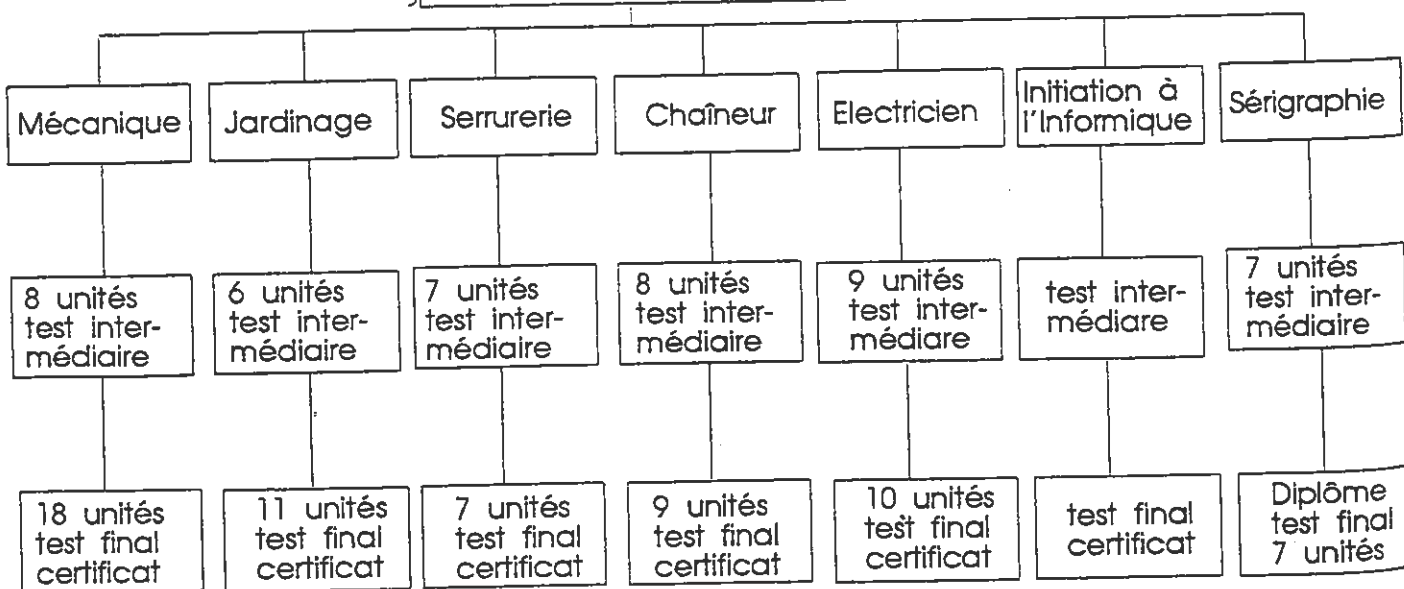 Mécanique
Jardinage
Serrurerie
Chaîneur
Electricien
Initiation à
l'Informique
Sérigraphie
8 unités
test inter-
médiaire
6 unités
test inter-
médiaire
7 unités
test inter-
médiaire
8 unités
test inter-
médiaire
9 unités
test inter-
médiare
test inter-
médiare
7 unités
test inter-
médiaire
18 unités
test final
certificat
11 unités
test final
certificat
7 unités
test final
certificat
9 unités
test final
certificat
10 unités
test final
certificat
test final
certificat
Diplôme
test final
7 unités